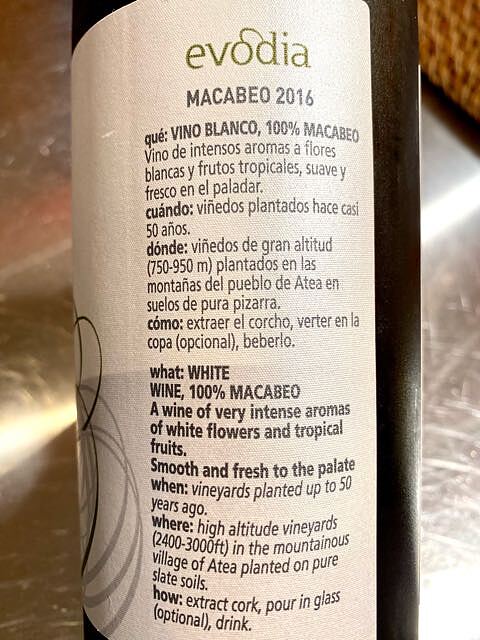 evodia
MACABEO 2016
qué: VINO BLANCO, 100% MACABEO
Vino de intensos aromas a flores
blancas y frutos tropicales, suave y
fresco en el paladar.
cuándo: viñedos plantados hace casi
50 años.
dónde: viñedos de gran altitud
(750-950 m) plantados en las
montañas del pueblo de Atea en
suelos de pura pizarra.
cómo: extraer el corcho, verter en la
copa (opcional), beberlo.
what: WHITE
WINE, 100% MACABEO
A wine of very intense aromas
of white flowers and tropical
fruits.
Smooth and fresh to the palate
when: vineyards planted up to 50
years ago.
where: high altitude vineyards
(2400-3000ft) in the mountainous
village of Atea planted on pure
slate soils.
how: extract cork, pour in glass
(optional), drink.